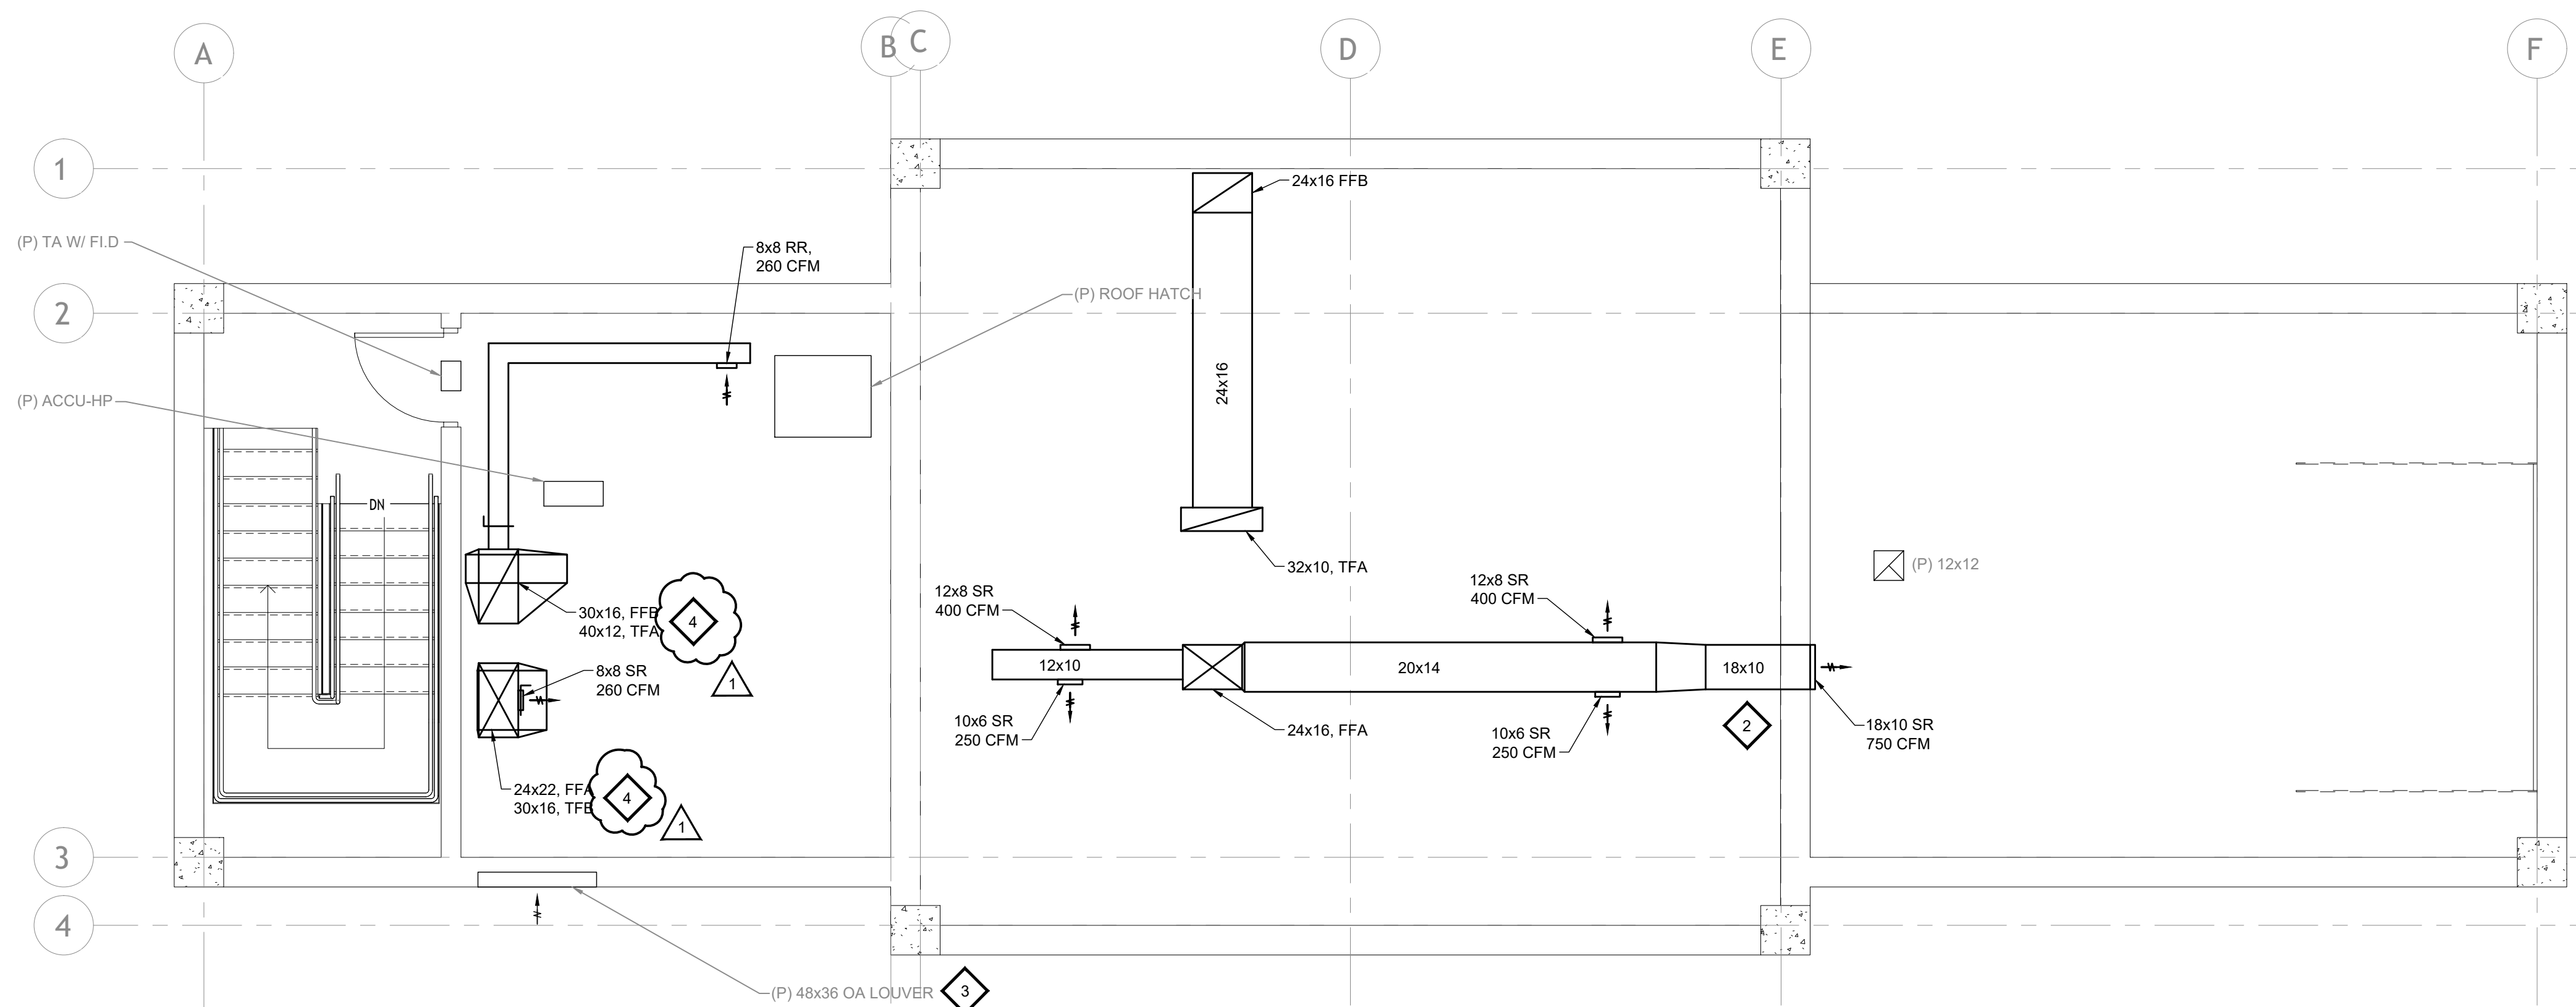 A
B
C
D
E
F
1
24x16 FFB
(P) TA W/ FI.D
8x8 RR,
260 CFM
(P) ROOF HATCH
2
24x16
(P) ACCU-HP
DN
32x10, TFA
(P) 12x12
12x8 SR
400 CFM
12x8 SR
400 CFM
30x16, FFB
40x12, TFA
4
1
12x10
20x14
18x10
8x8 SR
260 CFM
10x6 SR
250 CFM
24x16, FFA
10x6 SR
250 CFM
2
18x10 SR
750 CFM
24x22, FFA
30x16, TFB
4
1
3
4
(P) 48x36 OA LOUVER
3